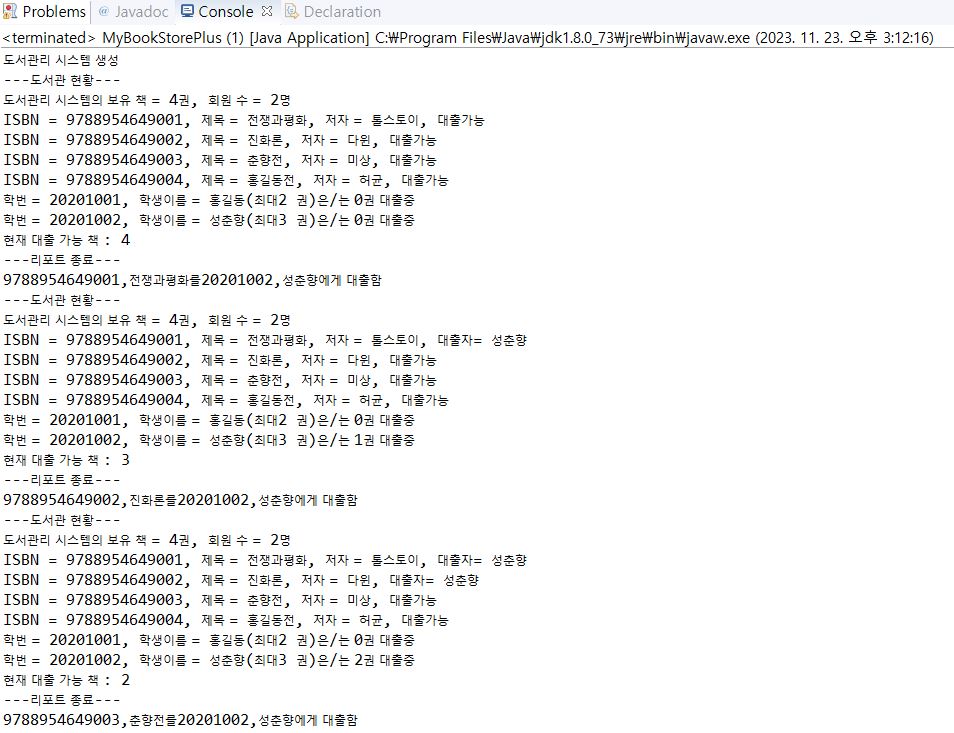 Problems @ Javadoc Console Declaration
<terminated> MyBookStorePlus (1) [Java Application] C:₩Program Files₩Java₩jdk1.8.0_73₩jre₩bin₩javaw.exe (2023. 11. 23. 오후 3:12:16)
도서관리 시스템 생성
---도서관 현황---
도서관리 시스템의 보유 책 = 4권, 회원 수 = 2명
ISBN = 9788954649001, 제목 = 전쟁과평화, 저자 = 톨스토이, 대출가능
ISBN = 9788954649002, 제목 = 진화론, 저자 = 다윈, 대출가능
ISBN = 9788954649003, 제목 = 춘향전, 저자 = 미상, 대출가능
ISBN = 9788954649004, 제목 = 홍길동전, 저자 = 허균, 대출가능
학번 = 20201001, 학생이름 = 홍길동(최대2 권)은/는 0권 대출중
학번 = 20201002, 학생이름 = 성춘향(최대3 권)은/는 0권 대출중
현재 대출 가능 책 : 4
---리포트 종료---
9788954649001,전쟁과평화를20201002,성춘향에게 대출함
---도서관 현황---
도서관리 시스템의 보유 책 = 4권, 회원 수 = 2명
ISBN = 9788954649001, 제목 = 전쟁과평화, 저자 = 톨스토이, 대출자= 성춘향
ISBN = 9788954649002, 제목 = 진화론, 저자 = 다윈, 대출가능
ISBN = 9788954649003, 제목 = 춘향전, 저자 = 미상, 대출가능
ISBN = 9788954649004, 제목 = 홍길동전, 저자 = 허균, 대출가능
학번 = 20201001, 학생이름 = 홍길동(최대2 권)은/는 0권 대출중
학번 = 20201002, 학생이름 = 성춘향(최대3 권)은/는 1권 대출중
현재 대출 가능 책 : 3
---리포트 종료---
9788954649002,진화론를20201002,성춘향에게 대출함
---도서관 현황---
도서관리 시스템의 보유 책 = 4권, 회원 수 = 2명
ISBN = 9788954649001, 제목 = 전쟁과평화, 저자 = 톨스토이, 대출자= 성춘향
ISBN = 9788954649002, 제목 = 진화론, 저자 = 다윈, 대출자= 성춘향
ISBN = 9788954649003, 제목 = 춘향전, 저자 = 미상, 대출가능
ISBN = 9788954649004, 제목 = 홍길동전, 저자 = 허균, 대출가능
학번 = 20201001, 학생이름 = 홍길동(최대2 권)은/는 0권 대출중
학번 = 20201002, 학생이름 = 성춘향(최대3 권)은/는 2권 대출중
현재 대출 가능 책 : 2
---리포트 종료---
9788954649003,춘향전를20201002,성춘향에게 대출함